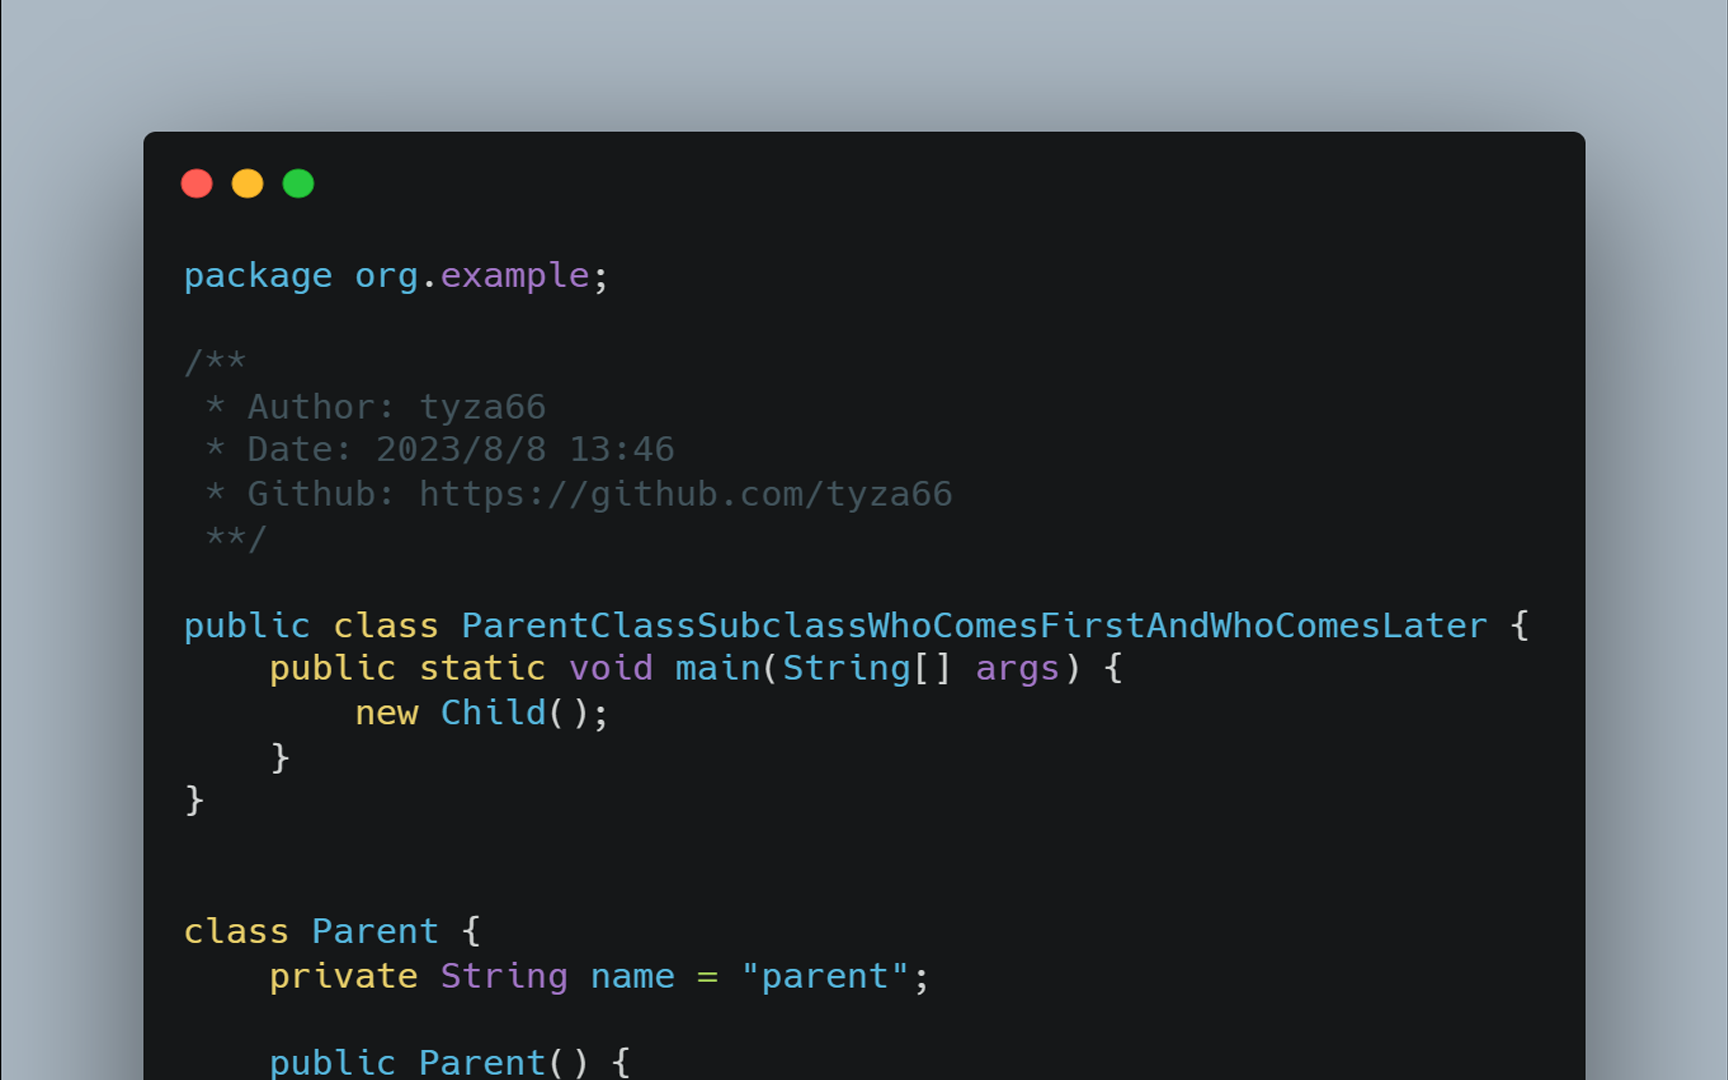 package org.example;
/**
 * Author: tyza66
 * Date: 2023/8/8 13:46
 * Github: https://github.com/tyza66
 **/
public class ParentClassSubclassWhoComesFirstAndWhoComesLater {
    public static void main(String[] args) {
        new Child();
    }
}
class Parent {
    private String name = "parent";
    public Parent() {